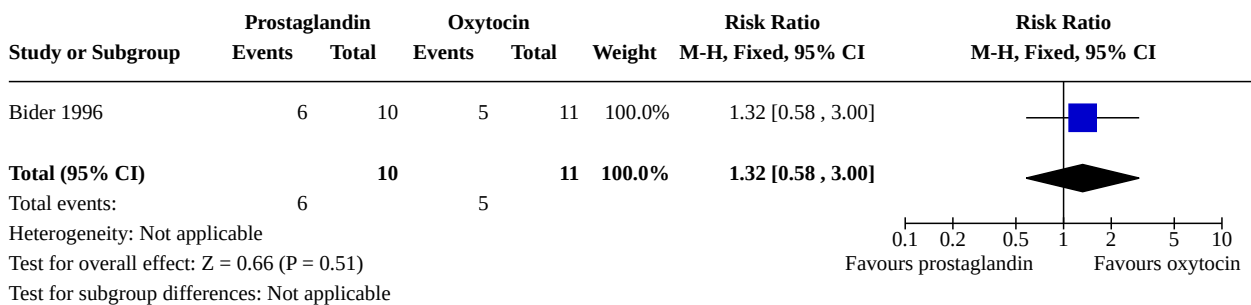 Prostaglandin Oxytocin Risk Ratio Risk Ratio
Study or Subgroup Events Total Events Total Weight M-H, Fixed, 95% CI M-H, Fixed, 95% CI
Bider 1996 6 10 5 11 100.0% 1.32 [0.58 , 3.00]
Total (95% CI) 10 11 100.0% 1.32 [0.58 , 3.00]
Total events: 6 5
Heterogeneity: Not applicable
0.1 0.2 0.5 1 2 5 10
Test for overall effect: Z = 0.66 (P = 0.51) Favours prostaglandin Favours oxytocin
Test for subgroup differences: Not applicable